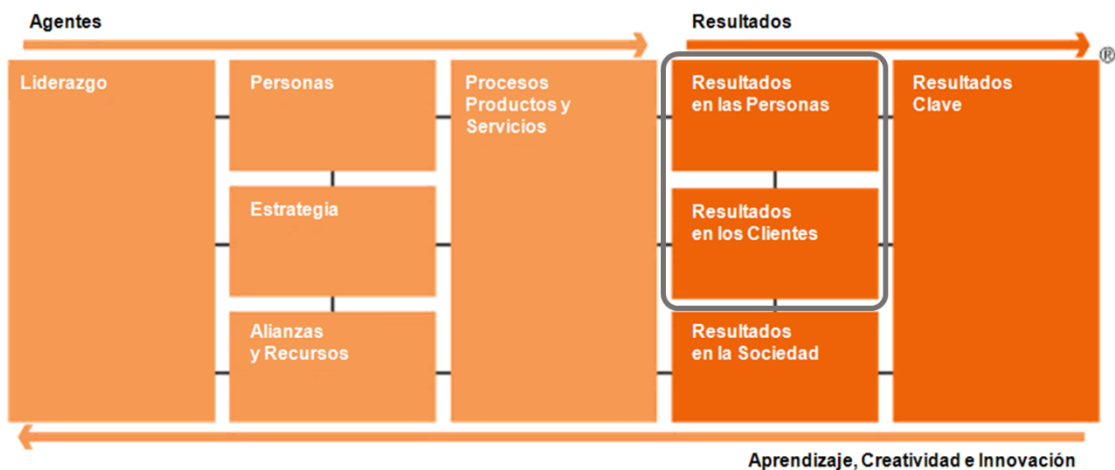 Agentes
Resultados
®
Liderazgo
Personas
Procesos
Productos y
Servicios
Resultados
en las Personas
Resultados
Clave
Estrategia
Resultados
en los Clientes
Alianzas
y Recursos
Resultados
en la Sociedad
Aprendizaje, Creatividad e Innovación